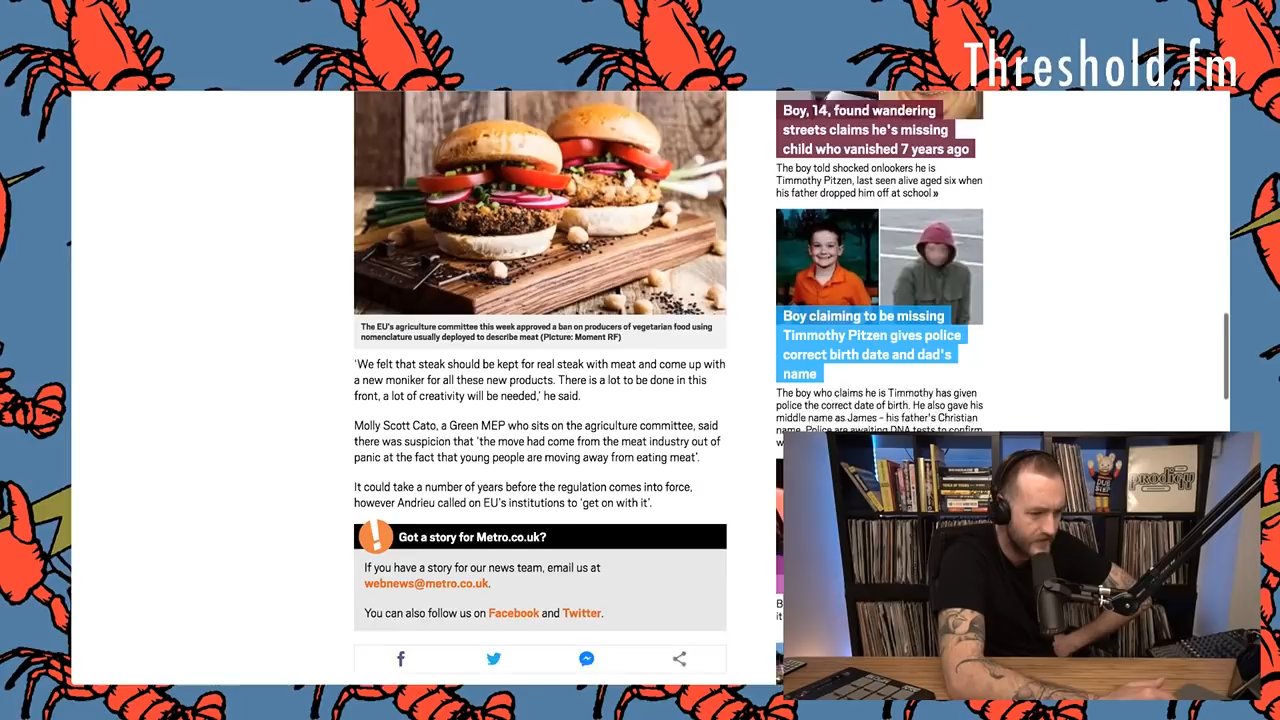 Threshold.fm
The EU's agriculture committee this week approved a ban on producers of vegetarian food using
nomenclature usually deployed to describe meat (Picture: Moment RF)
'We felt that steak should be kept for real steak with meat and come up with
a new moniker for all these new products. There is a lot to be done in this
front, a lot of creativity will be needed,' he said.
Molly Scott Cato, a Green MEP who sits on the agriculture committee, said
there was suspicion that 'the move had come from the meat industry out of
panic at the fact that young people are moving away from eating meat'.
It could take a number of years before the regulation comes into force,
however Andrieu called on EU's institutions to 'get on with it'.
Got a story for Metro.co.uk?
If you have a story for our news team, email us at
webnews@metro.co.uk.
You can also follow us on Facebook and Twitter.
Boy, 14, found wandering
streets claims he's missing
child who vanished 7 years ago
The boy told shocked onlookers he is
Timmothy Pitzen, last seen alive aged six when
his father dropped him off at school »
Boy claiming to be missing
Timmothy Pitzen gives police
correct birth date and dad's
name
The boy who claims he is Timmothy has given
police the correct date of birth. He also gave his
middle name as James – his father's Christian
name. Police are awaiting DNA tests to confirm
Prodigy